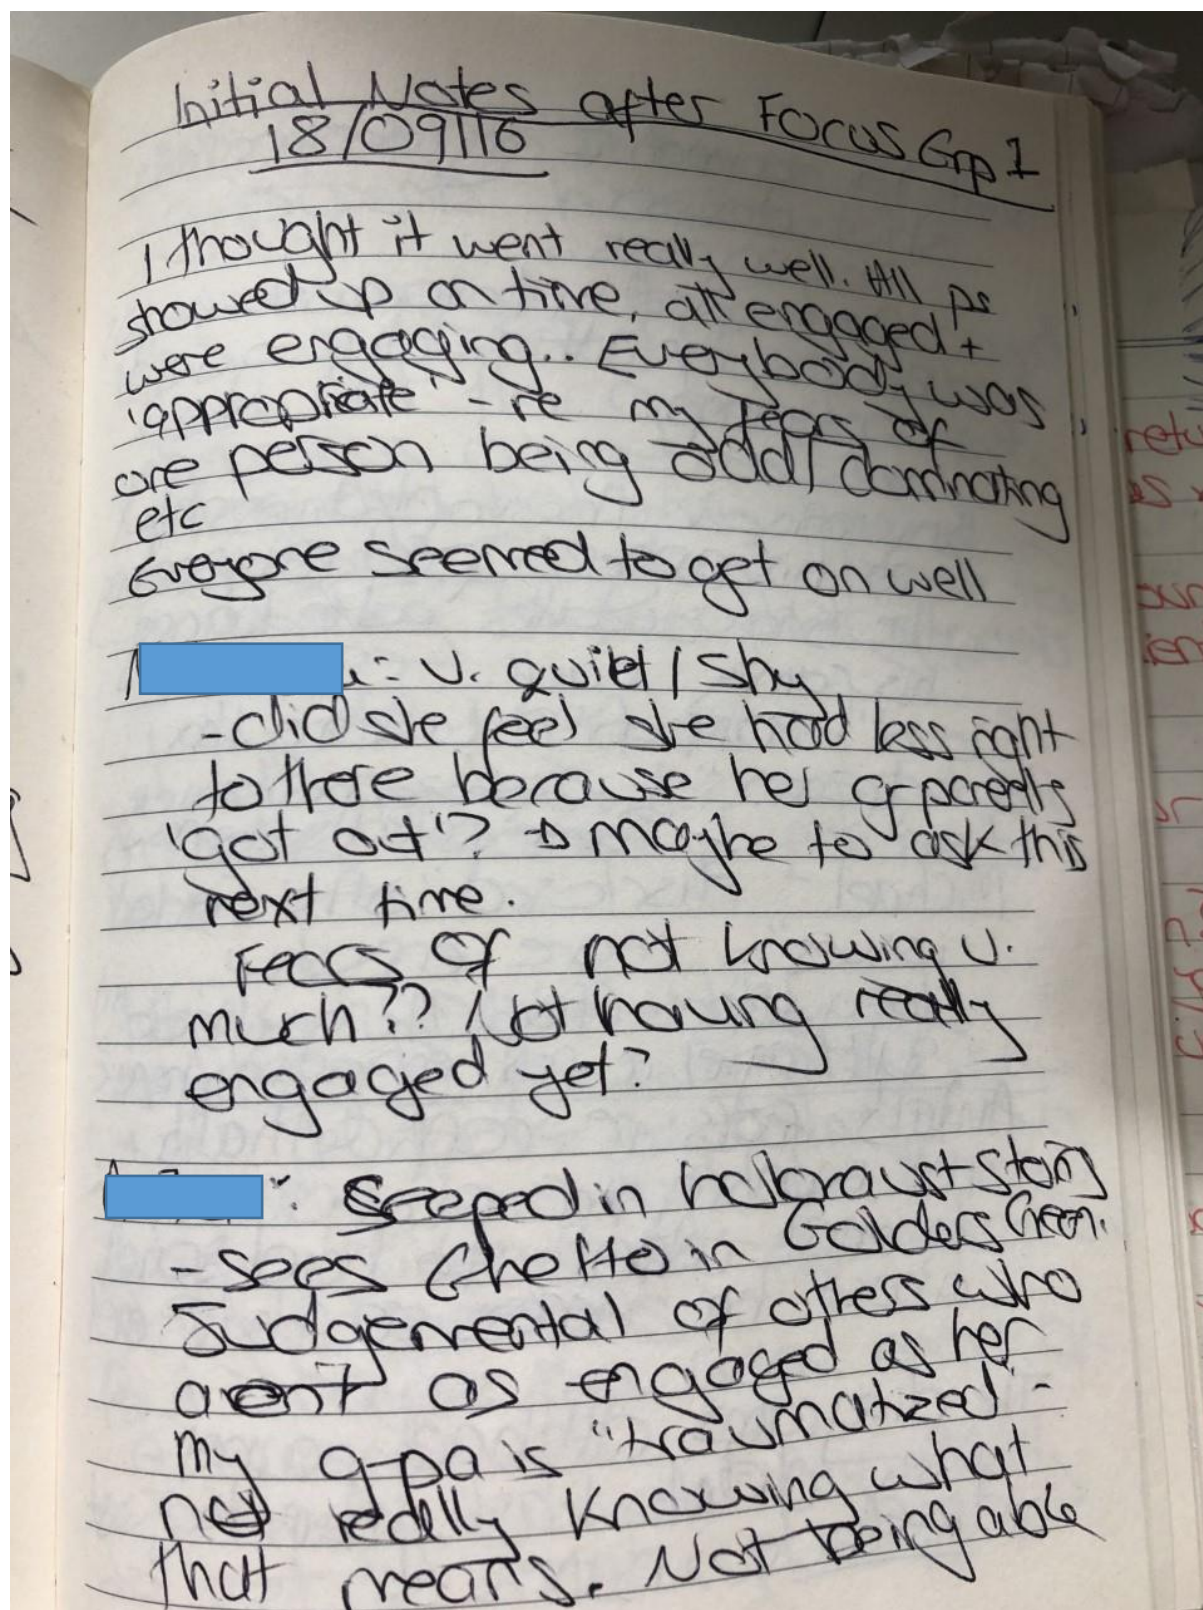 Initial Notes after Focus Grp 1
18/09/16
I thought it went really well. All ps
showed up on time, all engaged +
were engaging.. Everybody was
'appropriate' - re my fears of
one person being odd/dominating
etc
Everyone seemed to get on well
: v. quiet / shy
- did she feel she had less right
to there because her grparents
'got out'? → maybe to ask this
next time.
Fears of not knowing v.
much?? Not having really
engaged yet?
: Seeped in holocaust story
- sees Ghetto in Golders Green.
Judgemental of others who
arent as engaged as her
my g-pa is "traumatized" -
not really knowing what
that means. Not being able